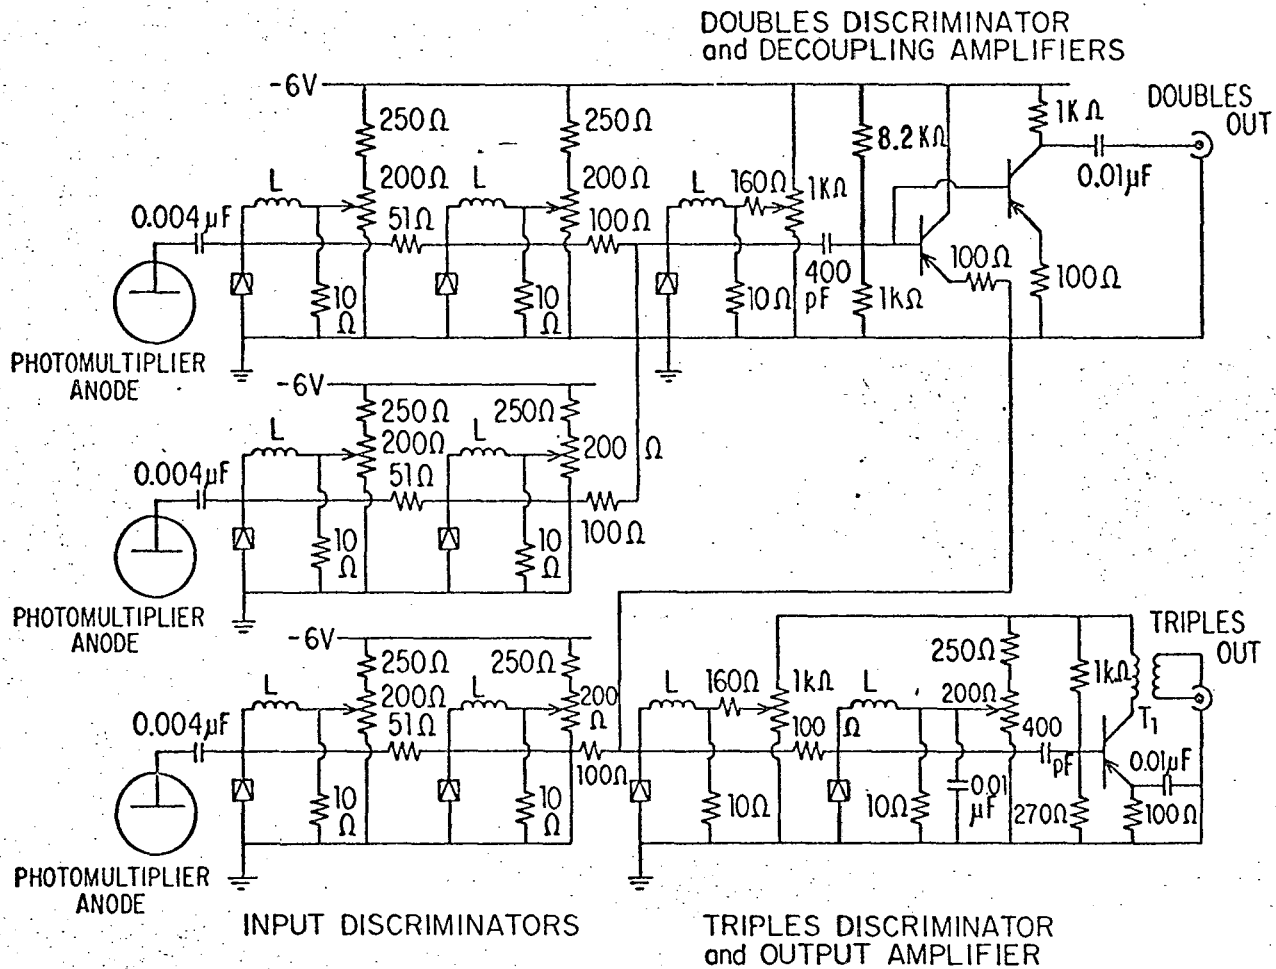 DOUBLES DISCRIMINATOR
and DECOUPLING AMPLIFIERS
-6V
250Ω
250Ω
8.2KΩ
1KΩ
DOUBLES
OUT
0.01µF
L
200Ω
L
200Ω
L
160Ω
1KΩ
0.004µF
51Ω
100Ω
400
pF
100Ω
100Ω
10
Ω
10
Ω
10Ω
1KΩ
PHOTOMULTIPLIER
ANODE
-6V
250Ω
250Ω
L
200Ω
L
200 Ω
0.004µF
51Ω
100Ω
10
Ω
10
Ω
PHOTOMULTIPLIER
ANODE
-6V
250Ω
250Ω
L
200Ω
L
200
Ω
0.004µF
51Ω
100Ω
10
Ω
10
Ω
L
160Ω
1KΩ
L
250Ω
200Ω
1KΩ
TRIPLES
OUT
T1
100 Ω
400
pF
0.01µF
10Ω
10Ω
0.01
µF
270Ω
100Ω
PHOTOMULTIPLIER
ANODE
INPUT DISCRIMINATORS
TRIPLES DISCRIMINATOR
and OUTPUT AMPLIFIER